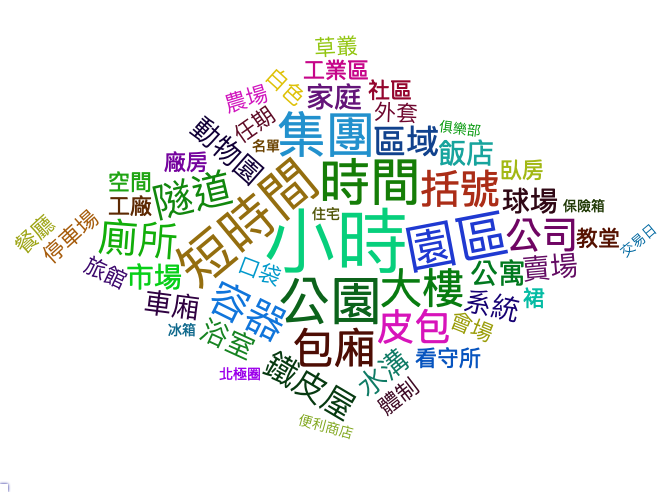 草叢
工業區
白色
社區
家庭
農場
外套
任期
集團
俱樂部
動物園
名單
區域
飯店
廠房
臥房
空間
短時間
時間
括號
隧道
球場
保險箱
工廠
住宅
小時
餐廳
停車場
廁所
園區
公司
教堂
交易日
旅館
市場
口袋
公寓
賣場
大樓
車廂
容器
公園
系統
裙
冰箱
浴室
皮包
會場
包廂
看守所
北極圈
鐵皮屋
水溝
體制
便利商店